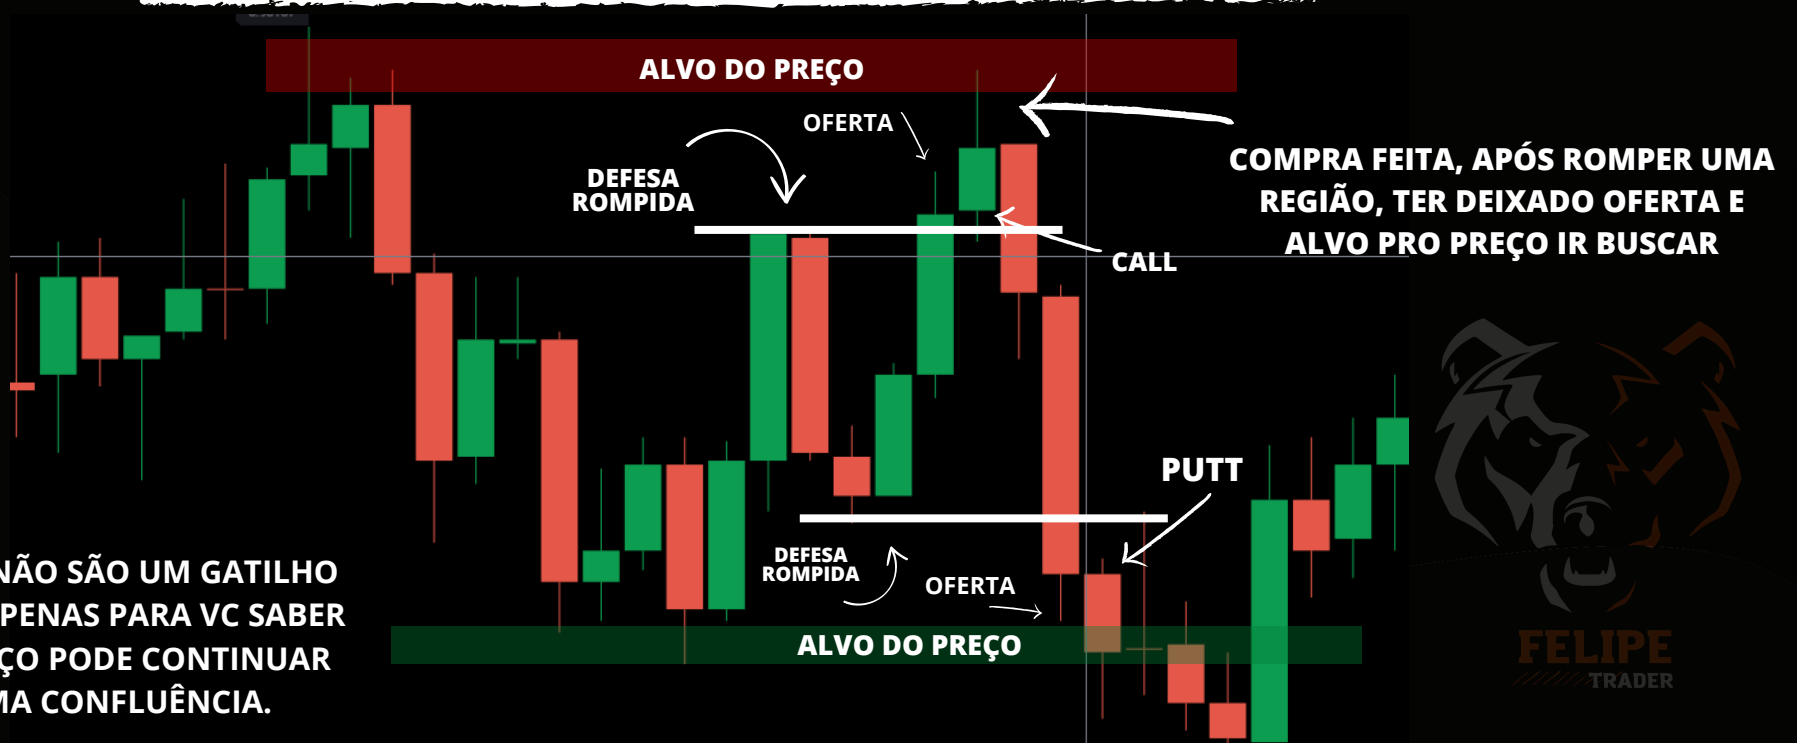 ALVO DO PREÇO
OFERTA
DEFESA
ROMPIDA
COMPRA FEITA, APÓS ROMPER UMA
REGIÃO, TER DEIXADO OFERTA E
ALVO PRO PREÇO IR BUSCAR
CALL
PUTT
DEFESA
ROMPIDA
OFERTA
ALVO DO PREÇO
NÃO SÃO UM GATILHO
PENAS PARA VC SABER
ÇO PODE CONTINUAR
MA CONFLUÊNCIA.
FELIPE
TRADER